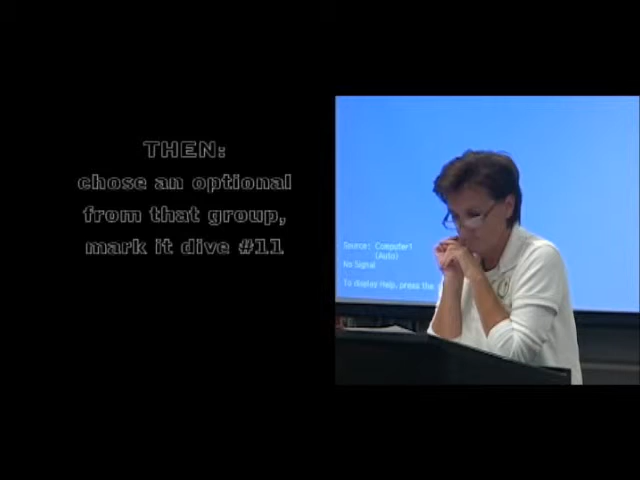 THEN:
chose an optional
from that group,
mark it dive #11
Source: Computer1
(Auto)
No Signal
To display Help, press the